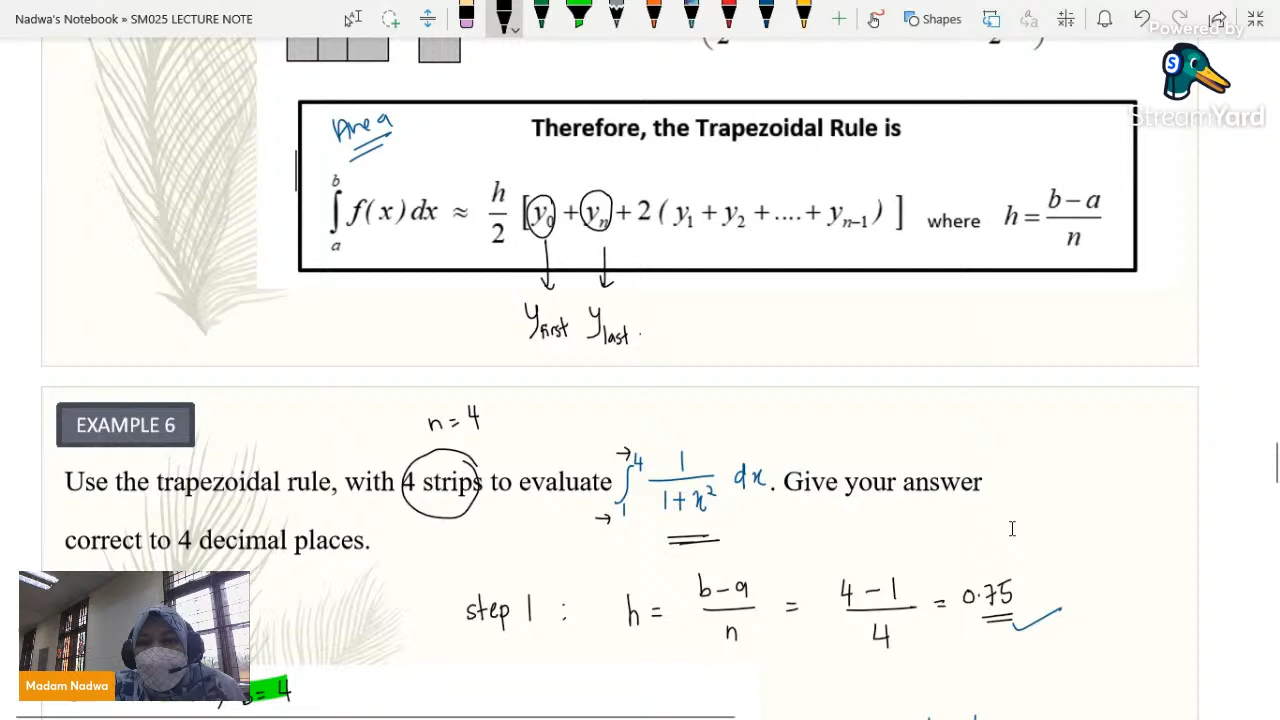 Nadwa's Notebook » SM025 LECTURE NOTE
Shapes
Powered by
StreamYard
(2 2 )
Area
Therefore, the Trapezoidal Rule is
∫ₐᵇ f(x) dx ≈ h/2 [y₀ + yₙ + 2 ( y₁ + y₂ + .... + yₙ₋₁ ) ] where h = b − a / n
y first y last .
EXAMPLE 6
n = 4
Use the trapezoidal rule, with 4 strips to evaluate ∫₁⁴ 1/(1+x²) dx. Give your answer
correct to 4 decimal places.
step 1 : h = b−a / n = 4−1 / 4 = 0.75
Madam Nadwa
= 4